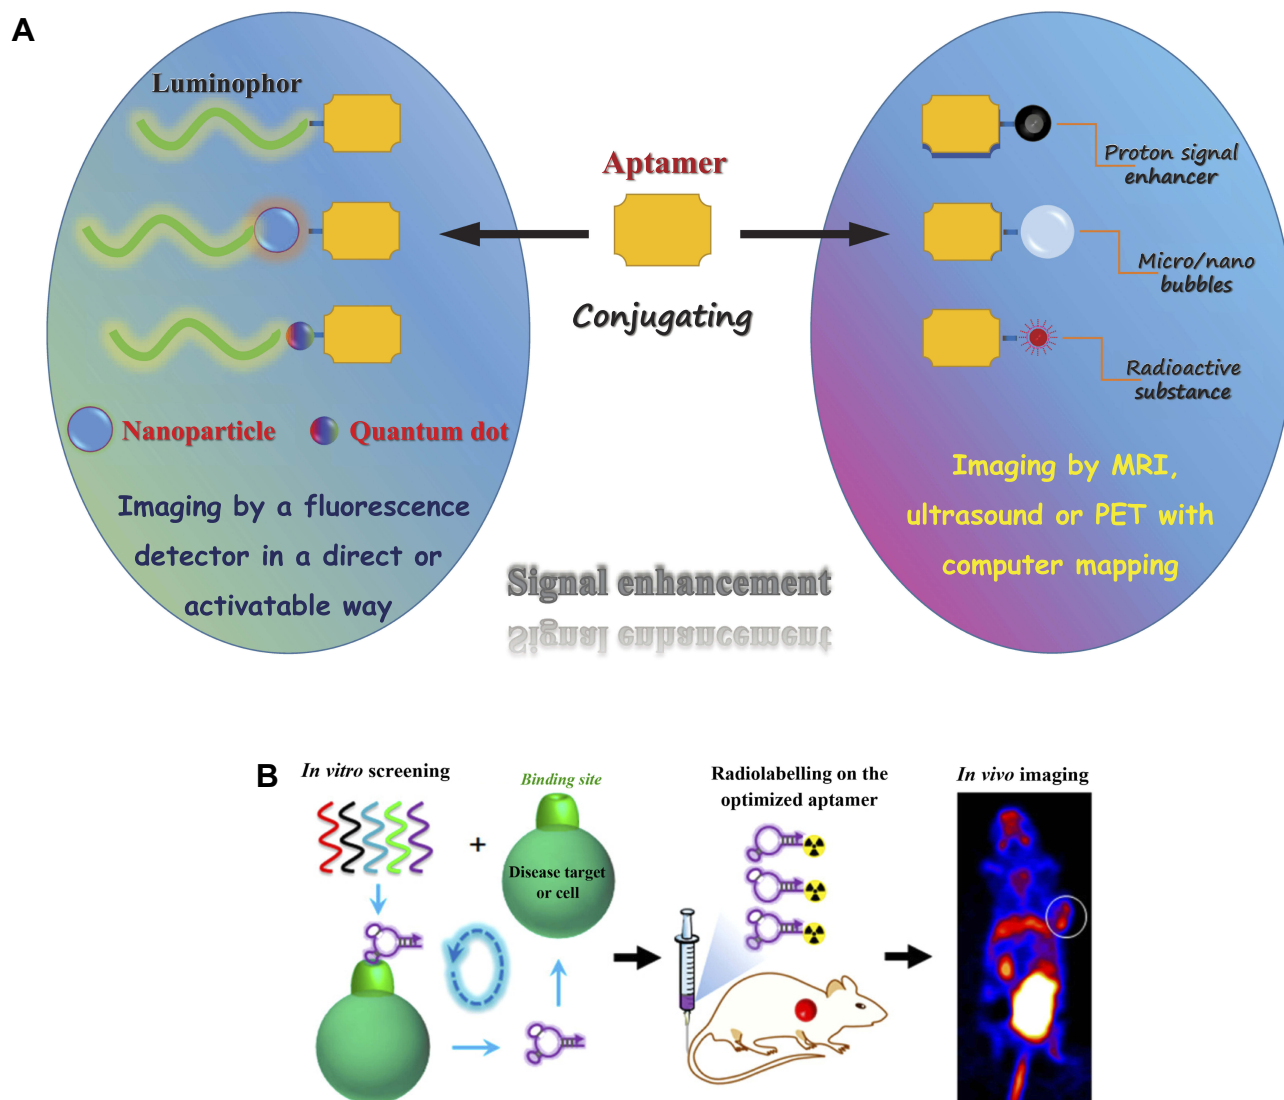 A
Luminophor
Nanoparticle
Quantum dot
Imaging by a fluorescence
detector in a direct or
activatable way
Aptamer
Conjugating
Signal enhancement
Signal enhancement
Proton signal
enhancer
Micro/nano
bubbles
Radioactive
substance
Imaging by MRI,
ultrasound or PET with
computer mapping
B
In vitro screening
+
Binding site
Disease target
or cell
Radiolabelling on the
optimized aptamer
In vivo imaging